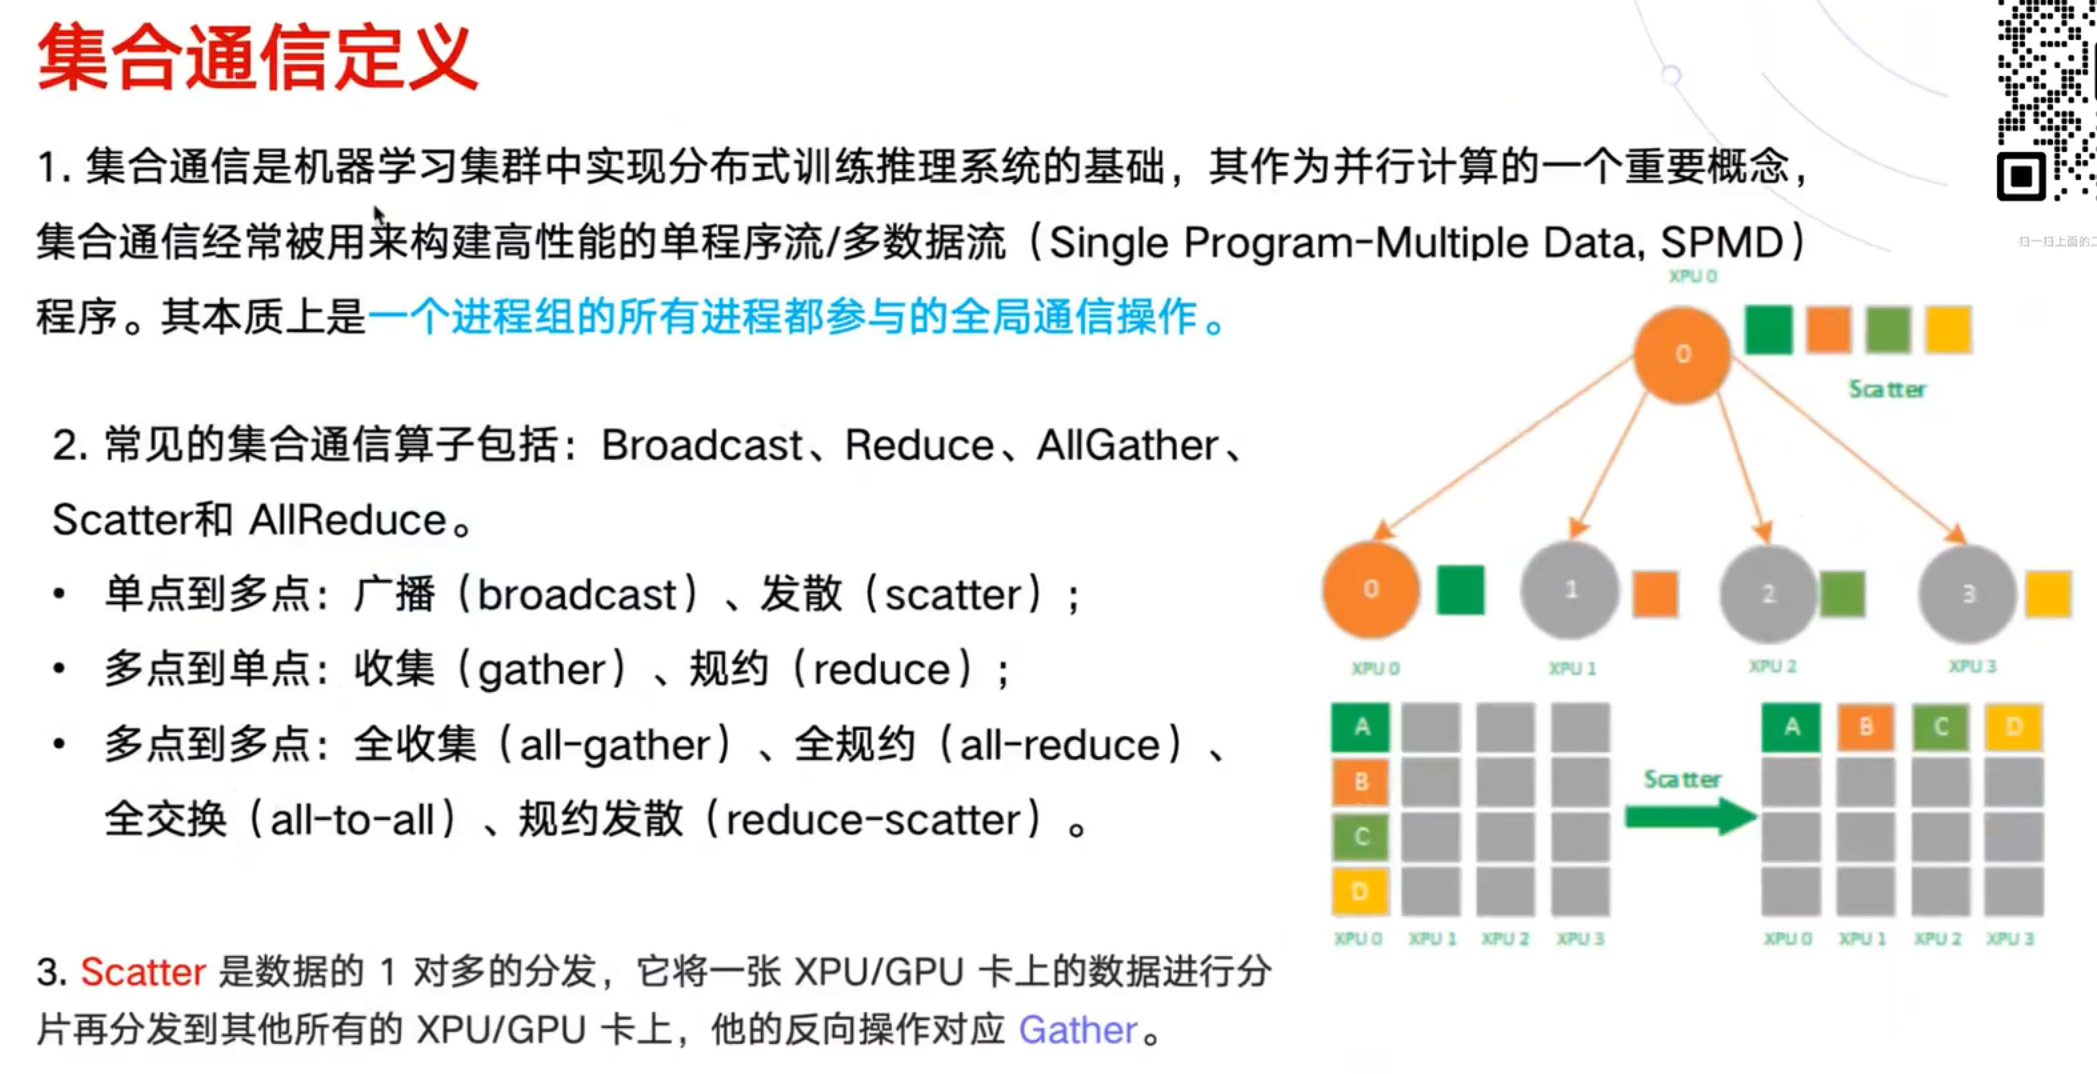 集合通信定义
1. 集合通信是机器学习集群中实现分布式训练推理系统的基础，其作为并行计算的一个重要概念，
集合通信经常被用来构建高性能的单程序流/多数据流（Single Program-Multiple Data, SPMD）
程序。其本质上是一个进程组的所有进程都参与的全局通信操作。
2. 常见的集合通信算子包括：Broadcast、Reduce、AllGather、
Scatter和 AllReduce。
• 单点到多点：广播（broadcast）、发散（scatter）；
• 多点到单点：收集（gather）、规约（reduce）；
• 多点到多点：全收集（all-gather）、全规约（all-reduce）、
全交换（all-to-all）、规约发散（reduce-scatter）。
3. Scatter 是数据的 1 对多的分发，它将一张 XPU/GPU 卡上的数据进行分
片再分发到其他所有的 XPU/GPU 卡上，他的反向操作对应 Gather。
扫一扫上面的二
XPU 0
0
Scatter
0 1 2 3
XPU 0 XPU 1 XPU 2 XPU 3
A
B
C
D
XPU 0 XPU 1 XPU 2 XPU 3
Scatter
A B C D
XPU 0 XPU 1 XPU 2 XPU 3